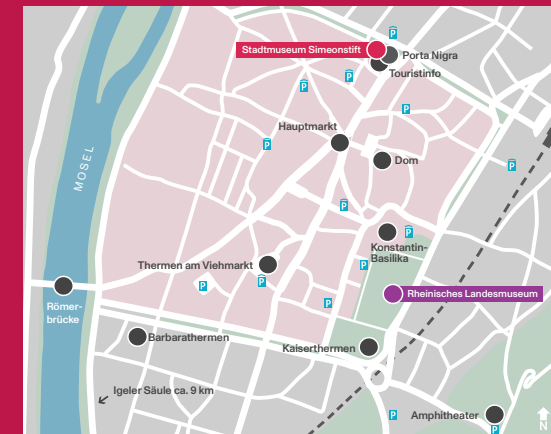 Stadtmuseum Simeonstift
Porta Nigra
Touristinfo
Hauptmarkt
Dom
MOSEL
Konstantin-
Basilika
Thermen am Viehmarkt
Rheinisches Landesmuseum
Römer-
brücke
Barbarathermen
Kaiserthermen
Igeler Säule ca. 9 km
Amphitheater
N
P
P
P
P
P
P
P
P
P
P
P
P
P
P